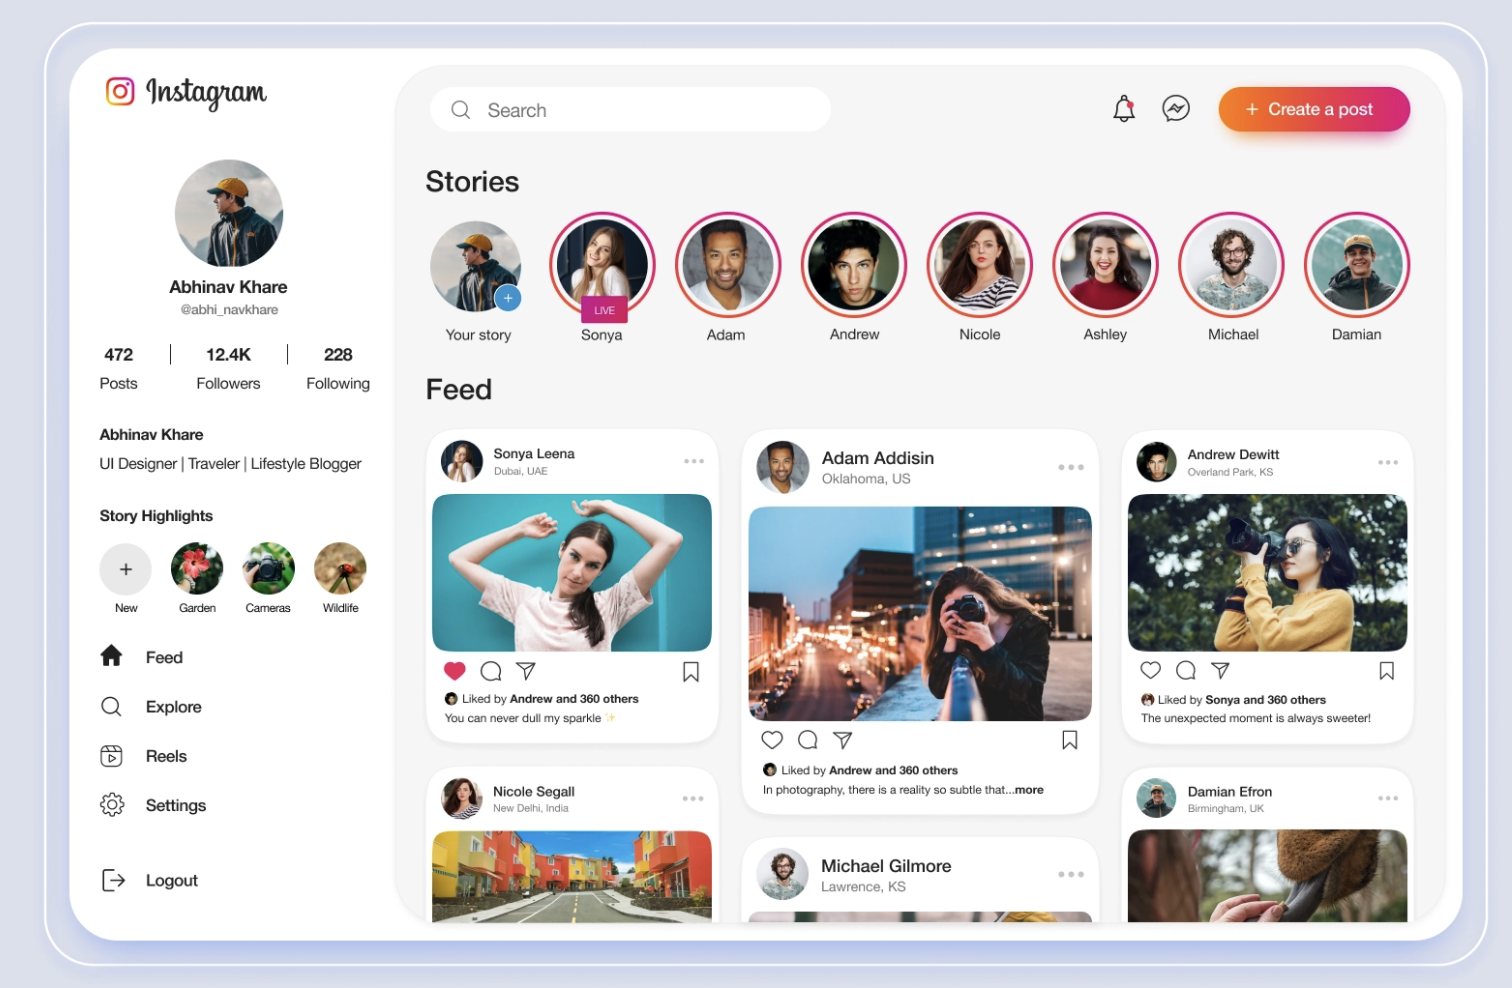 Instagram
Abhinav Khare
@abhi_navkhare
472
12.4K
228
Posts
Followers
Following
Abhinav Khare
UI Designer | Traveler | Lifestyle Blogger
Story Highlights
New
Garden
Cameras
Wildlife
Feed
Explore
Reels
Settings
Logout
Search
+ Create a post
Stories
LIVE
Your story
Sonya
Adam
Andrew
Nicole
Ashley
Michael
Damian
Feed
Sonya Leena
Dubai, UAE
Liked by Andrew and 360 others
You can never dull my sparkle ✨
Nicole Segall
New Delhi, India
Adam Addisin
Oklahoma, US
Liked by Andrew and 360 others
In photography, there is a reality so subtle that...more
Michael Gilmore
Lawrence, KS
Andrew Dewitt
Overland Park, KS
Liked by Sonya and 360 others
The unexpected moment is always sweeter!
Damian Efron
Birmingham, UK